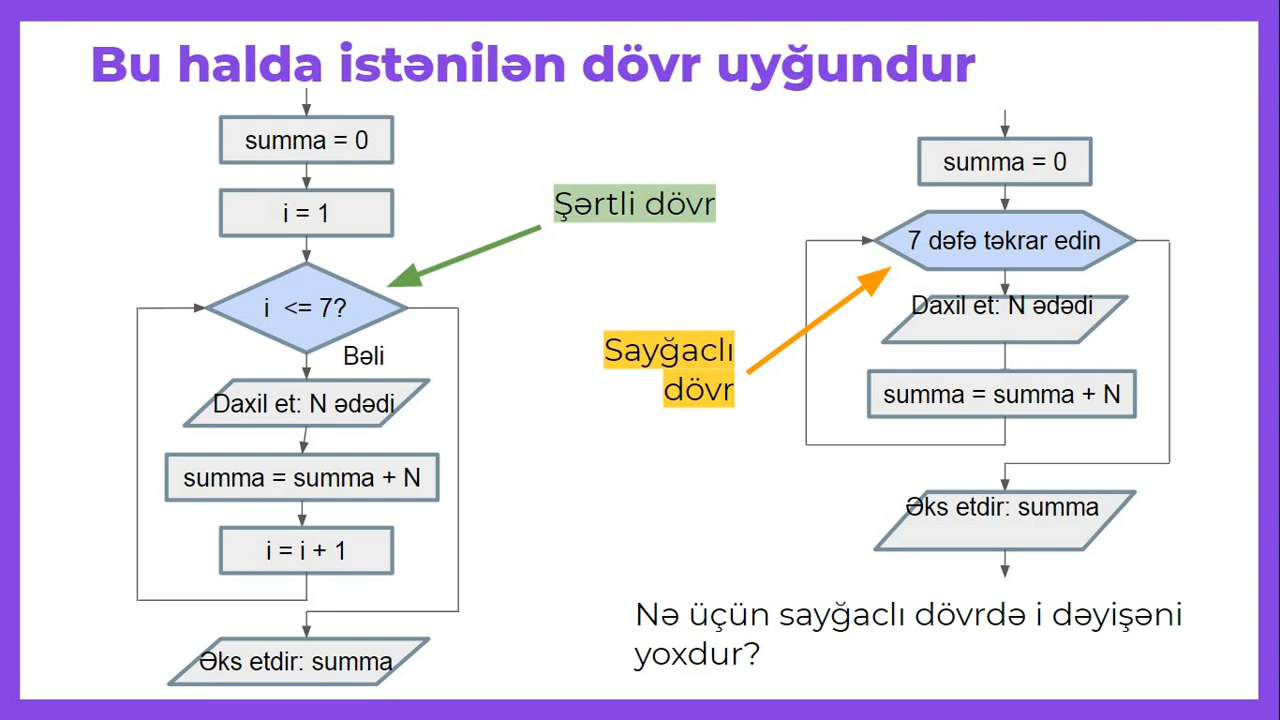 Bu halda istənilən dövr uyğundur
summa = 0
i = 1
i <= 7?
Bəli
Daxil et: N ədədi
summa = summa + N
i = i + 1
Əks etdir: summa
Şərtli dövr
Sayğaclı
dövr
summa = 0
7 dəfə təkrar edin
Daxil et: N ədədi
summa = summa + N
Əks etdir: summa
Nə üçün sayğaclı dövrdə i dəyişəni
yoxdur?